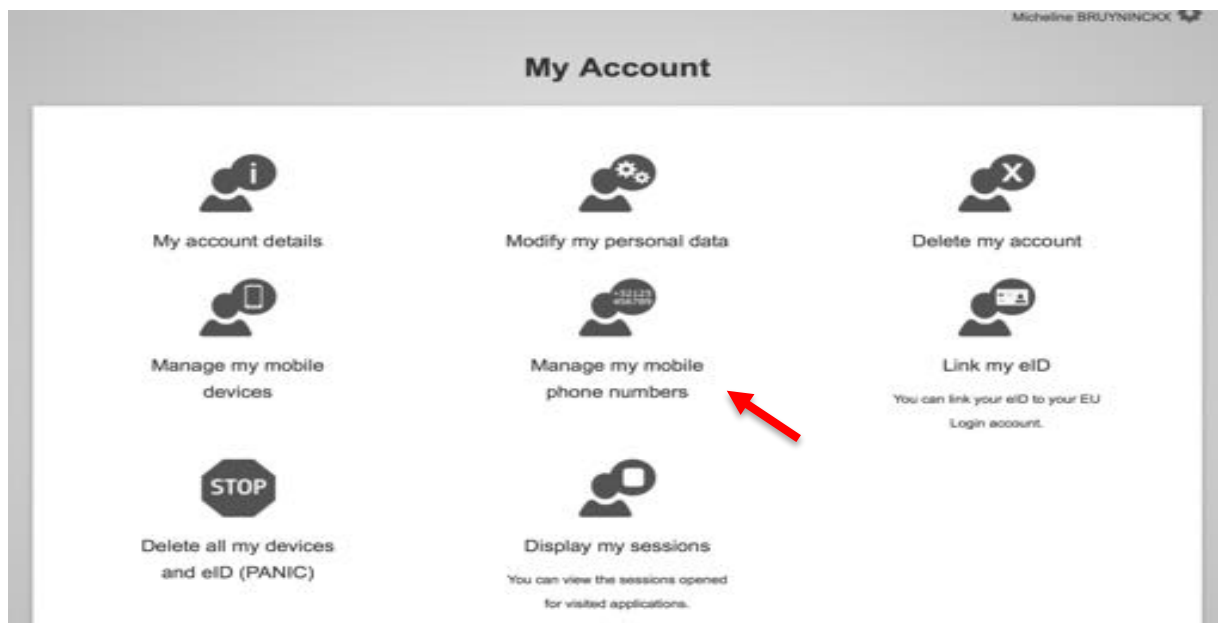 Micheline BRUYNINCKX
My Account
i
X
My account details
Modify my personal data
Delete my account
+32123
456789
Manage my mobile
devices
Manage my mobile
phone numbers
Link my eID
You can link your eID to your EU
Login account.
STOP
Delete all my devices
and eID (PANIC)
Display my sessions
You can view the sessions opened
for visited applications.